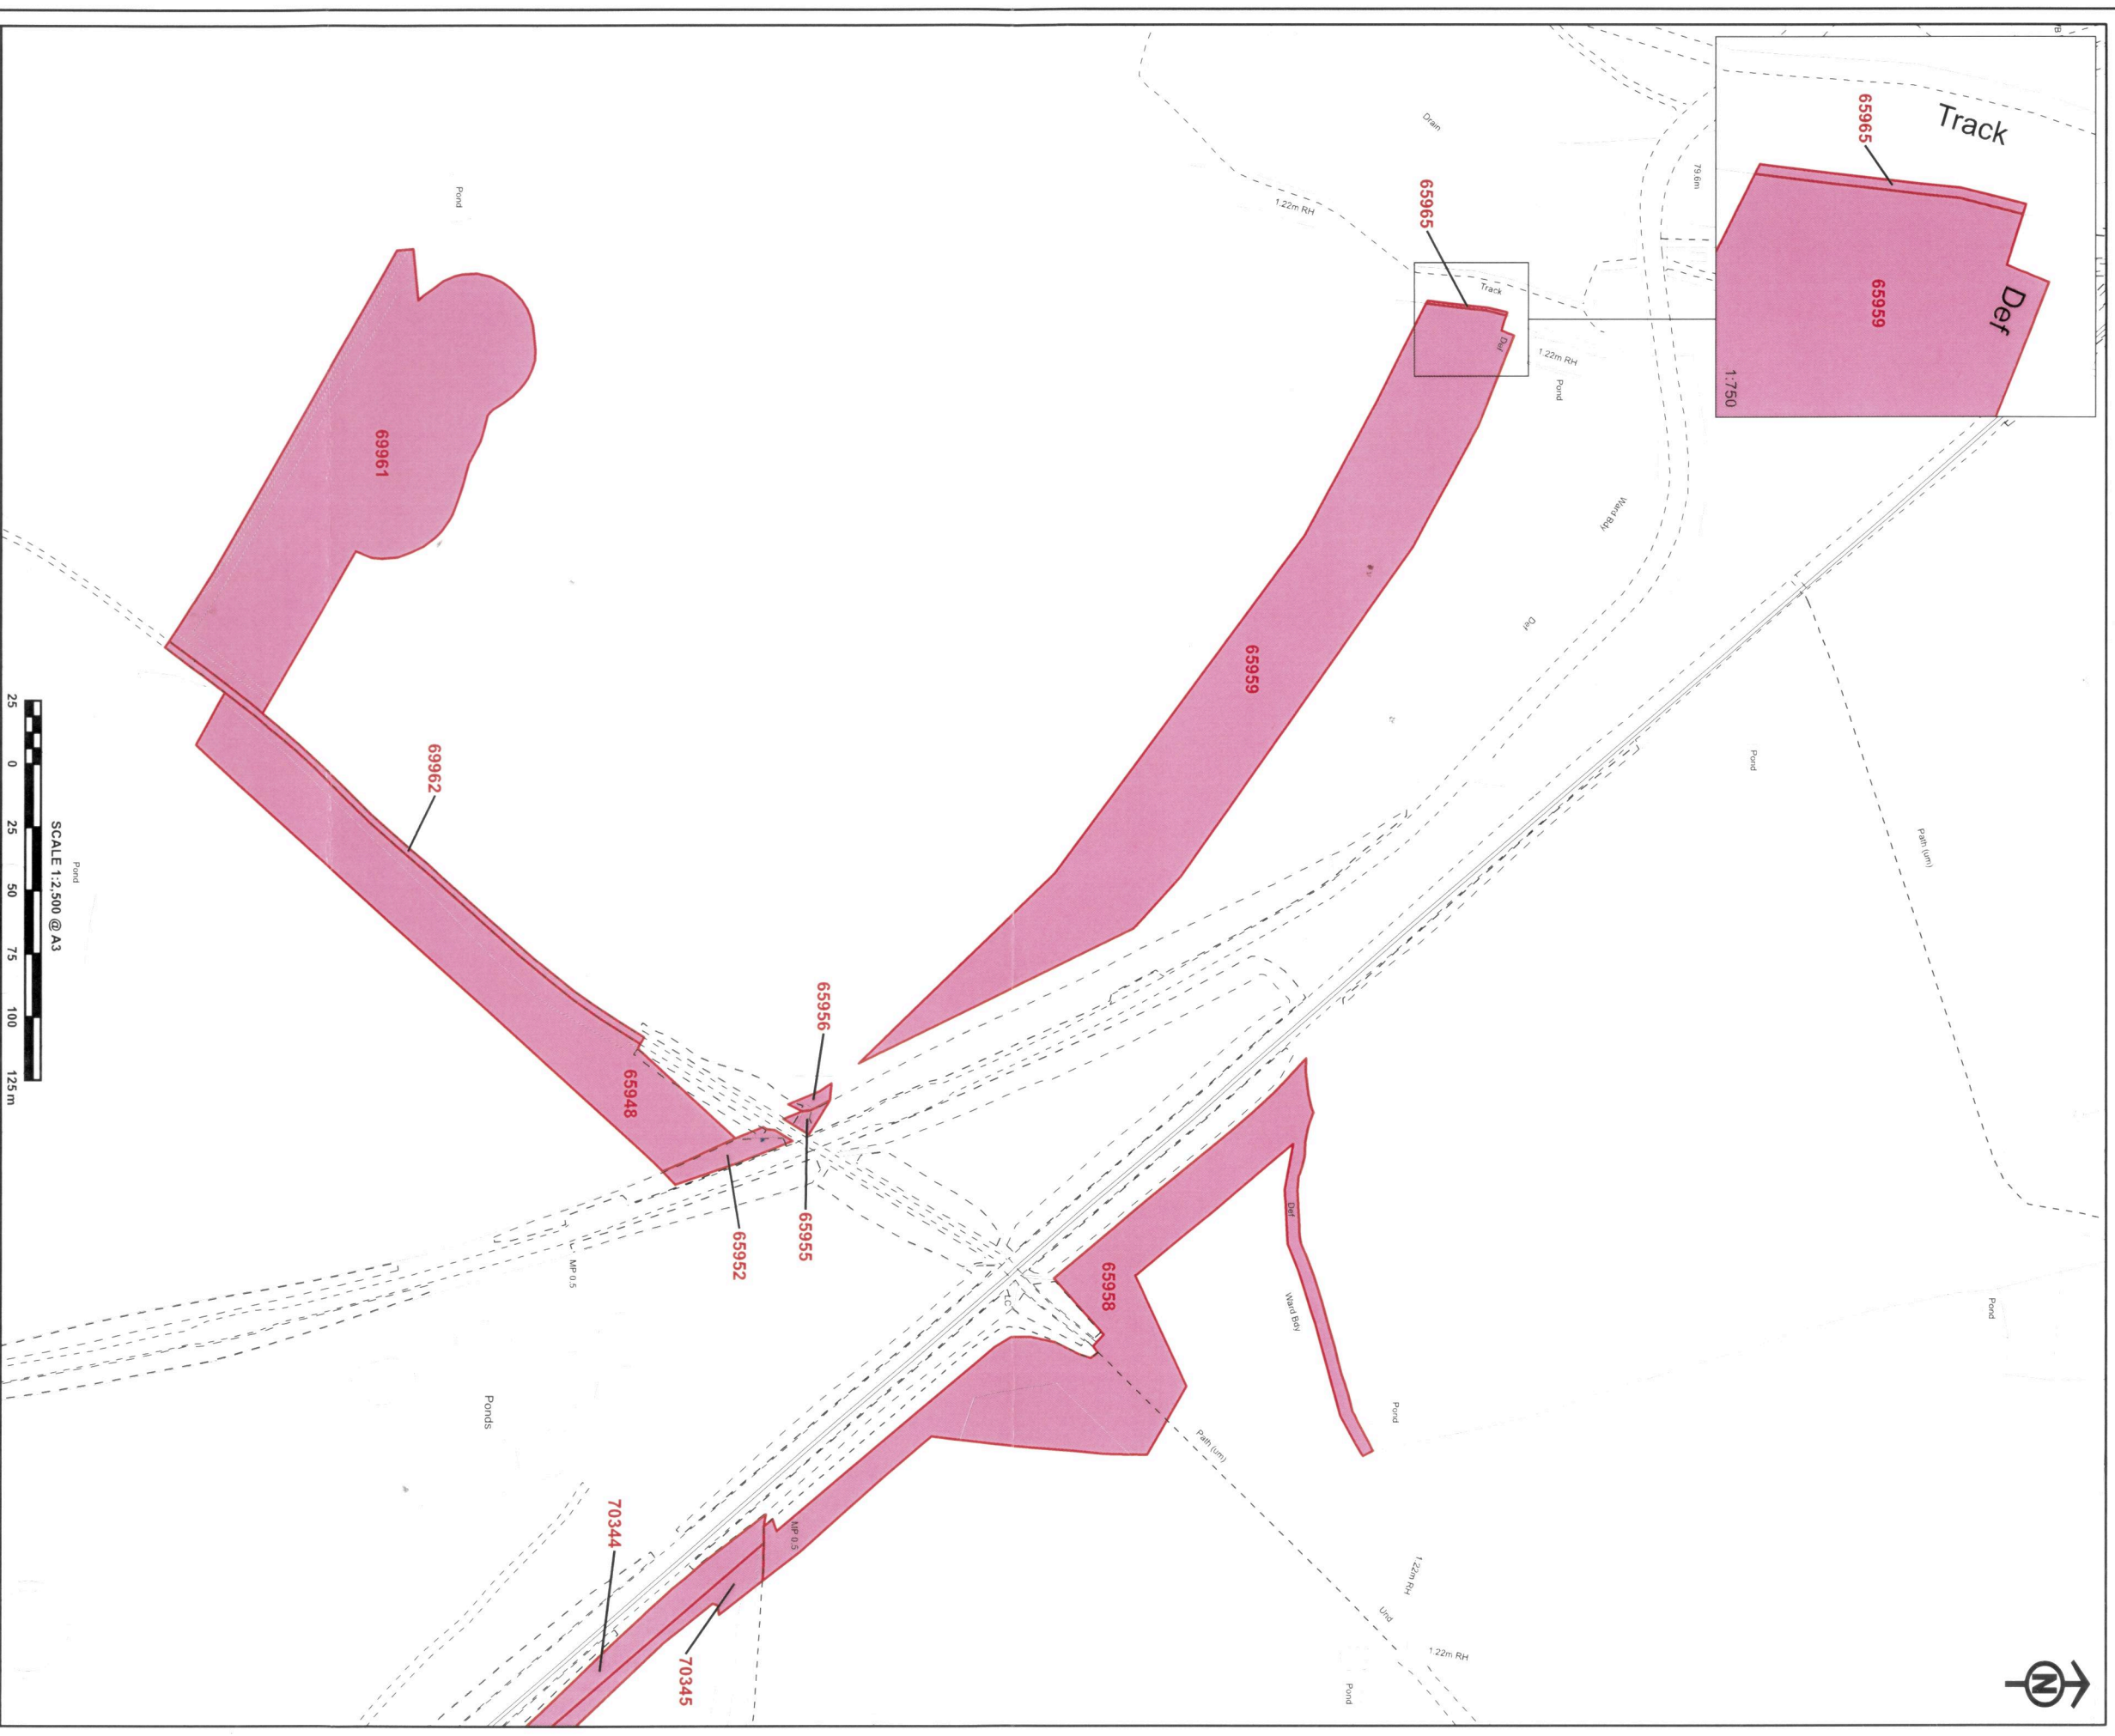 65965
Track
Def
65959
1:750
B
79.6m
Drain
1.22m RH
65965
Track
Def
1.22m RH
Pond
Ward Bdy
Def
Pond
Path (um)
Pond
69961
65959
69962
65956
65948
65955
65952
MP 0.5
LC
65958
Def
Ward Bdy
Pond
Pond
Path (um)
Ponds
MP 0.5
70344
70345
1.22m RH
Und
1.22m RH
Pond
Pond
SCALE 1:2,500 @ A3
25 0 25 50 75 100 125m
N